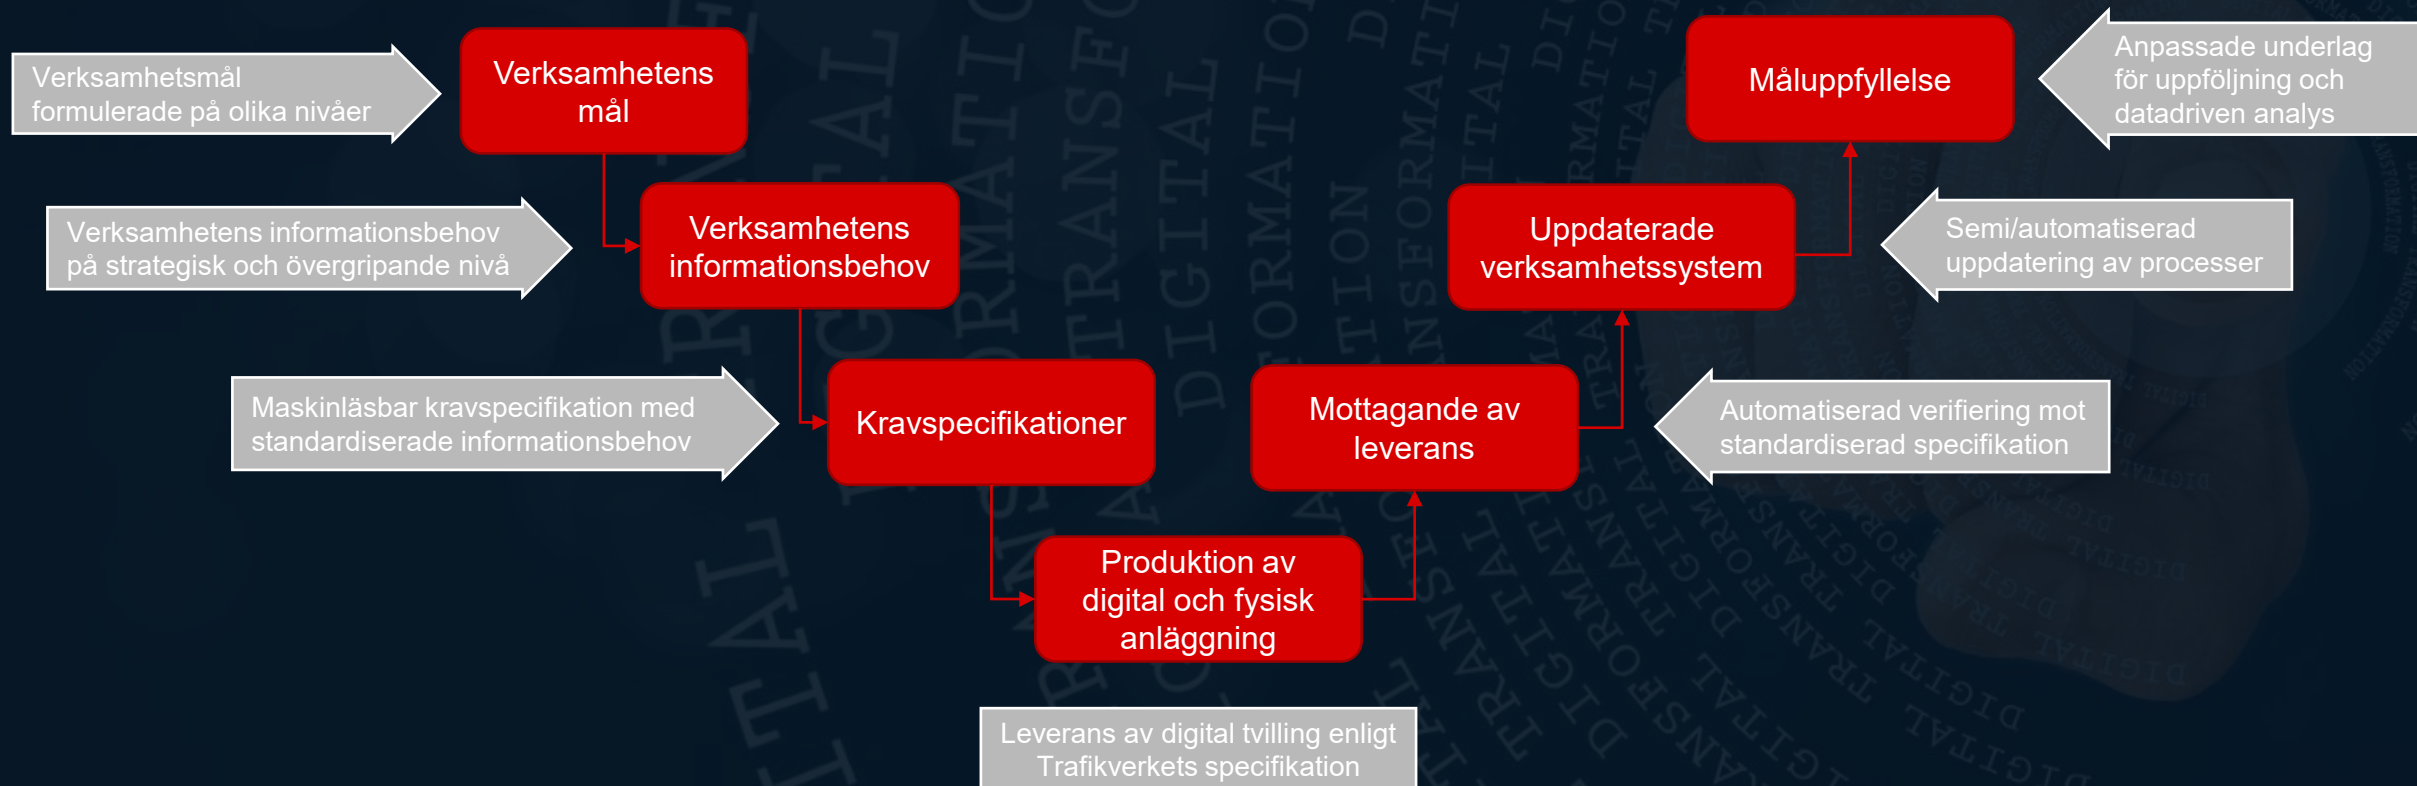 Verksamhetsmål
formulerade på olika nivåer
Verksamhetens
mål
Måluppfyllelse
Anpassade underlag
för uppföljning och
datadriven analys
Verksamhetens informationsbehov
på strategisk och övergripande nivå
Verksamhetens
informationsbehov
Uppdaterade
verksamhetssystem
Semi/automatiserad
uppdatering av processer
Maskinläsbar kravspecifikation med
standardiserade informationsbehov
Kravspecifikationer
Mottagande av
leverans
Automatiserad verifiering mot
standardiserad specifikation
Produktion av
digital och fysisk
anläggning
Leverans av digital tvilling enligt
Trafikverkets specifikation